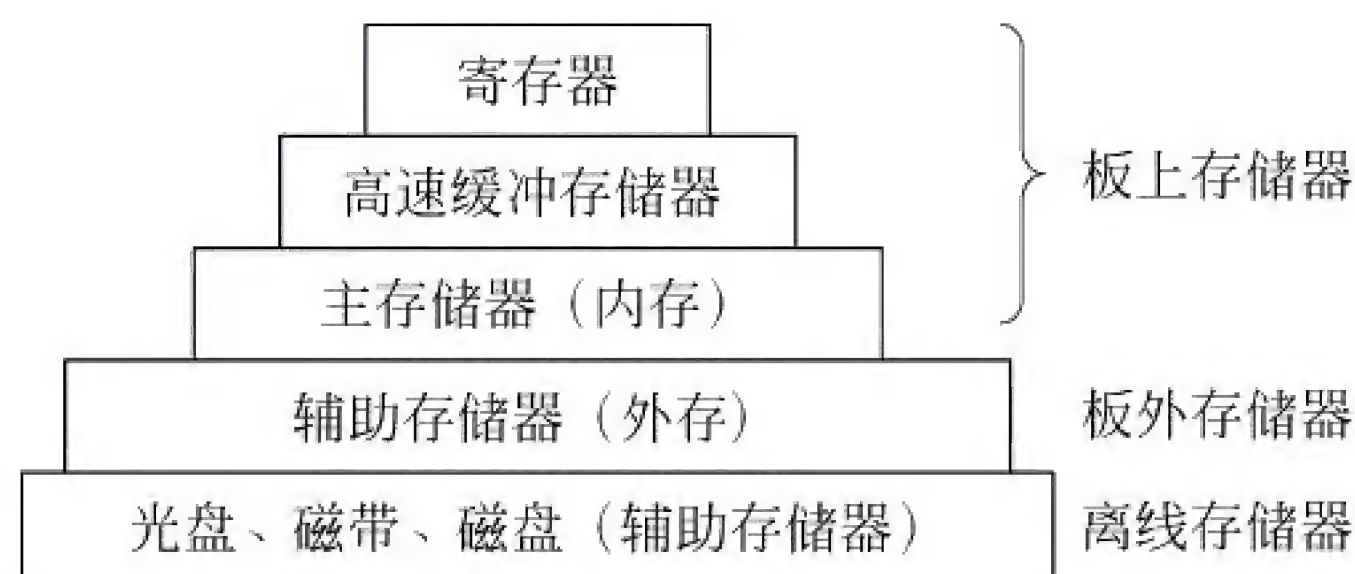 寄存器
高速缓冲存储器
板上存储器
主存储器（内存）
辅助存储器（外存）
板外存储器
光盘、磁带、磁盘（辅助存储器）
离线存储器